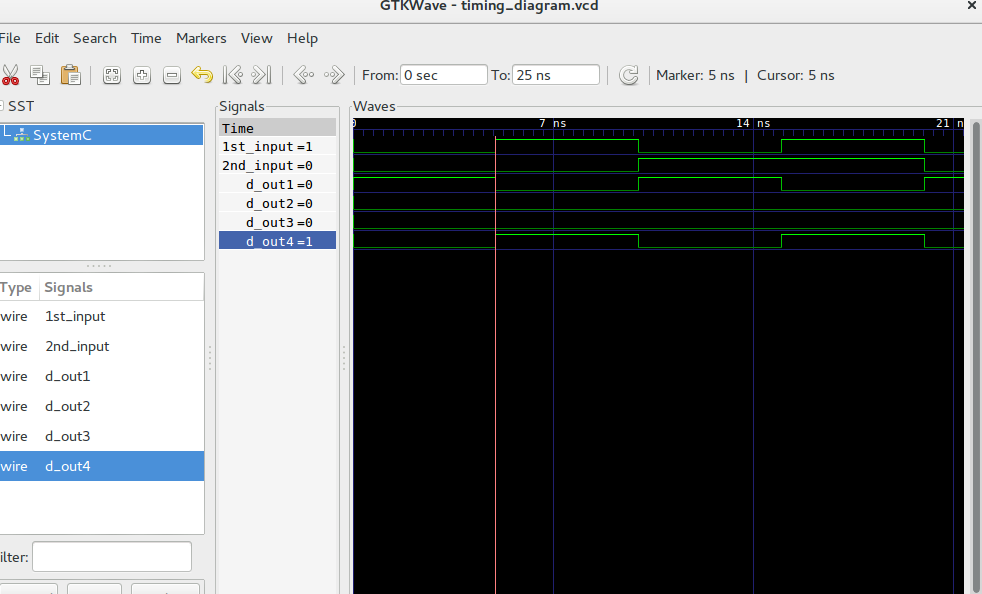 GTKWave - timing_diagram.vcd
File Edit Search Time Markers View Help
From: 0 sec To: 25 ns Marker: 5 ns | Cursor: 5 ns
SST
SystemC
Type Signals
wire 1st_input
wire 2nd_input
wire d_out1
wire d_out2
wire d_out3
wire d_out4
ilter:
Signals
Time
1st_input=1
2nd_input=0
d_out1=0
d_out2=0
d_out3=0
d_out4=1
Waves
0 7 ns 14 ns 21 n